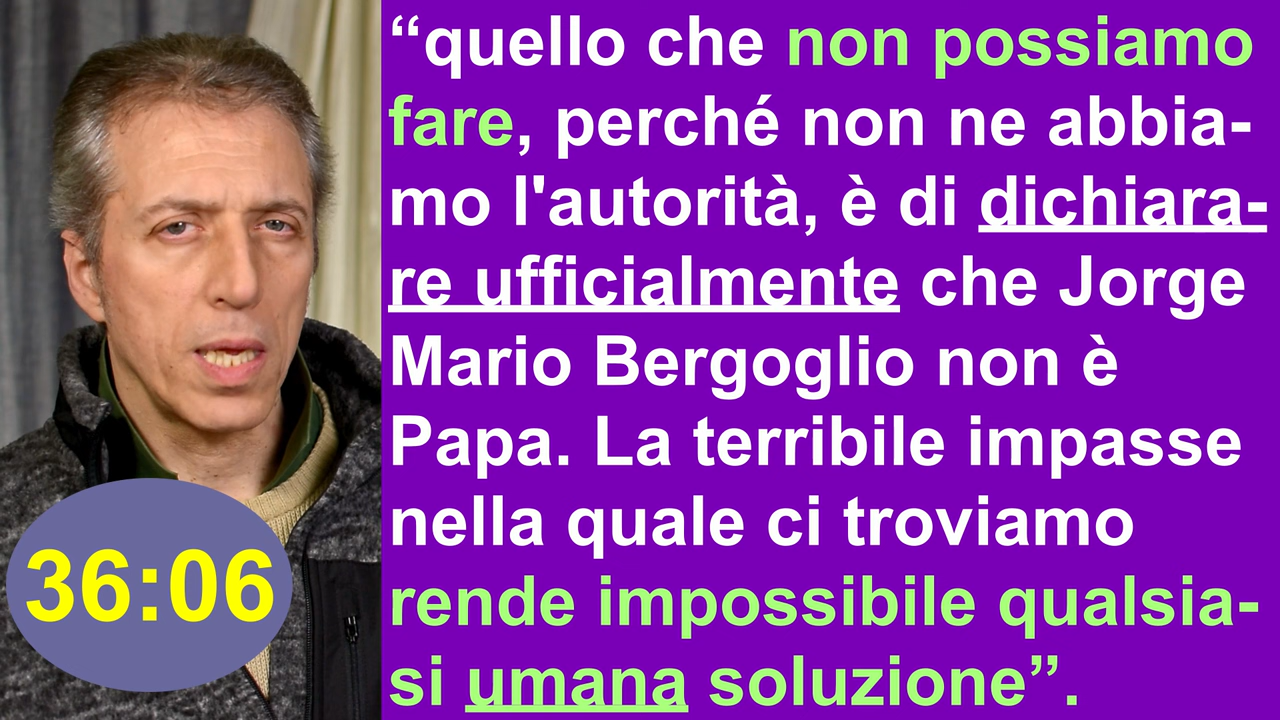 “quello che non possiamo
fare, perché non ne abbia-
mo l'autorità, è di dichiara-
re ufficialmente che Jorge
Mario Bergoglio non è
Papa. La terribile impasse
nella quale ci troviamo
rende impossibile qualsia-
si umana soluzione”.
36:06